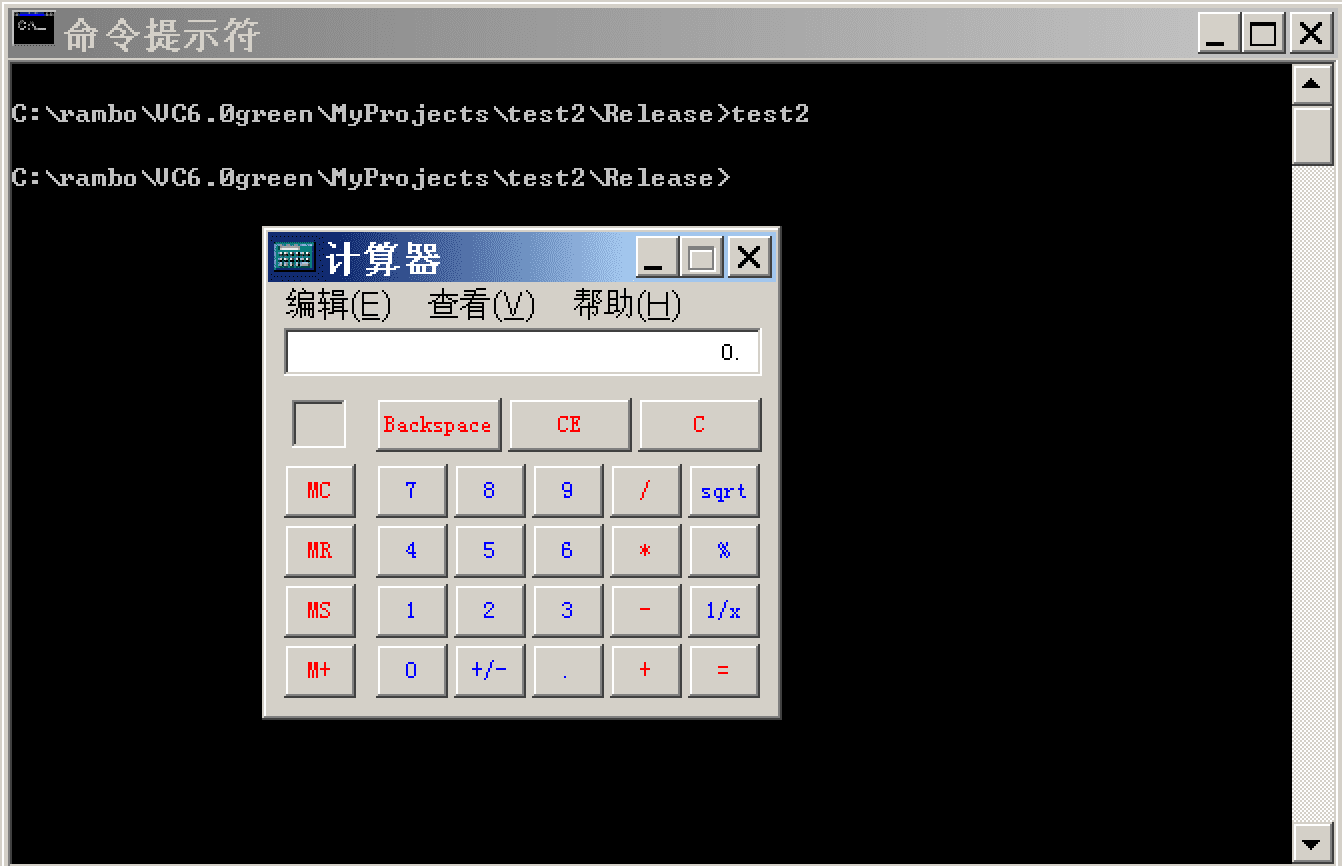 命令提示符
C:\rambo\VC6.0green\MyProjects\test2\Release>test2
C:\rambo\VC6.0green\MyProjects\test2\Release>
计算器
编辑(E) 查看(V) 帮助(H)
0.
Backspace CE C
MC 7 8 9 / sqrt
MR 4 5 6 * %
MS 1 2 3 - 1/x
M+ 0 +/- . + =